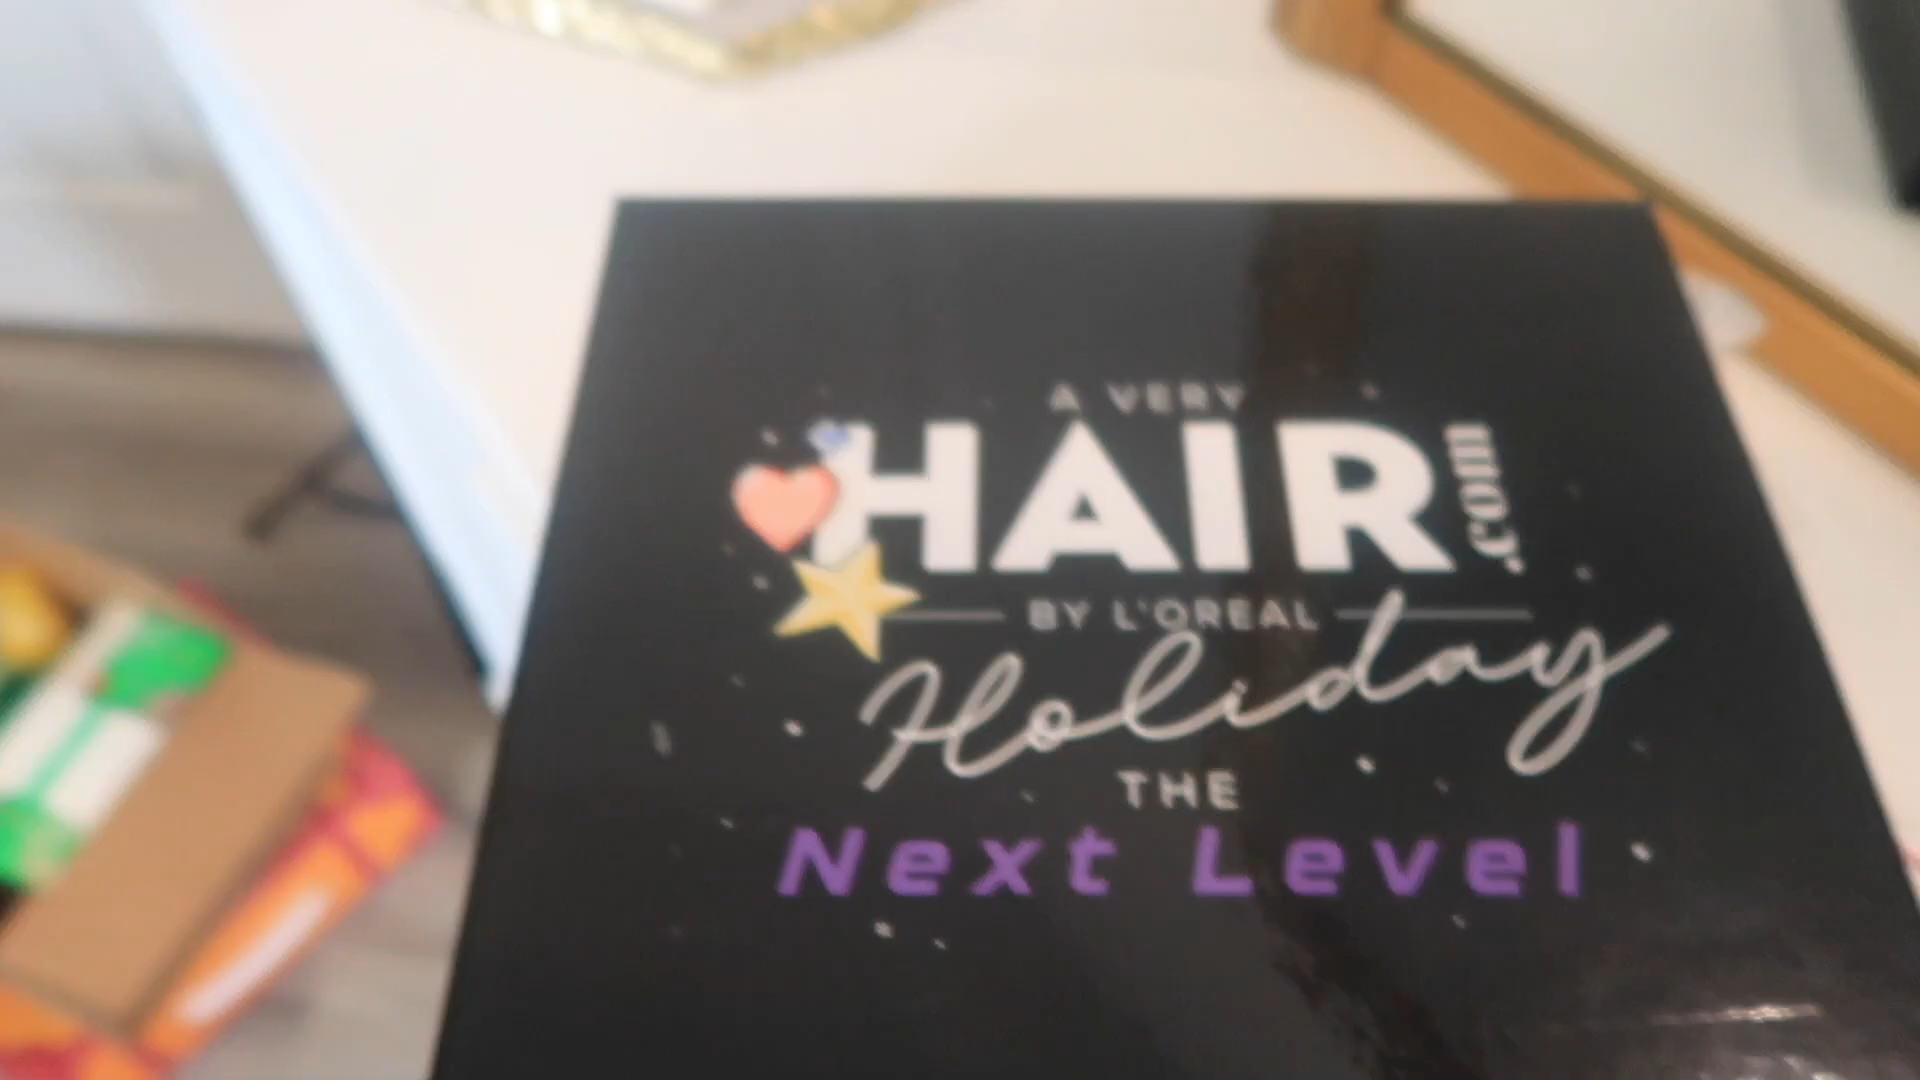 A VERY
HAIR.com
BY L'OREAL
Holiday
THE
Next Level